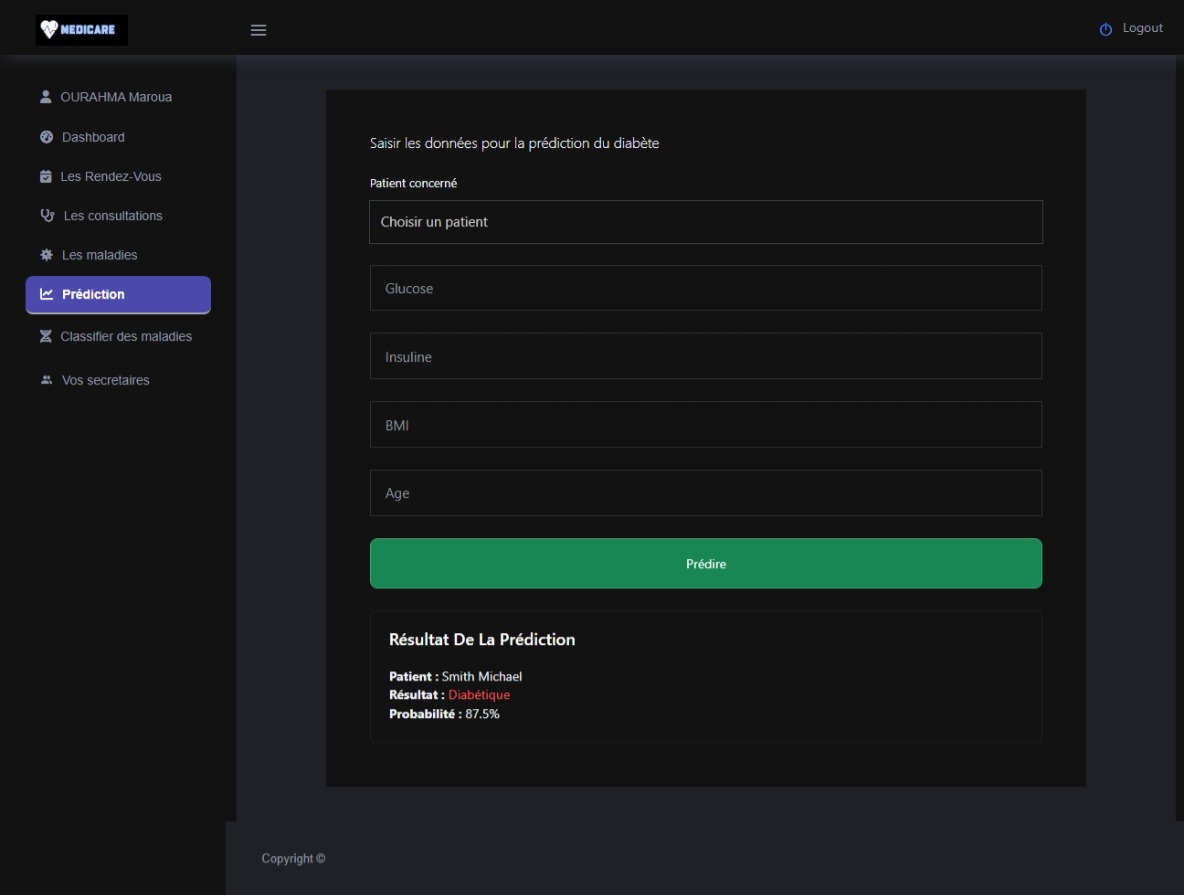 MEDICARE
Logout
OURAHMA Maroua
Dashboard
Les Rendez-Vous
Les consultations
Les maladies
Prédiction
Classifier des maladies
Vos secretaires
Saisir les données pour la prédiction du diabète
Patient concerné
Choisir un patient
Glucose
Insuline
BMI
Age
Prédire
Résultat De La Prédiction
Patient : Smith Michael
Résultat : Diabétique
Probabilité : 87.5%
Copyright ©